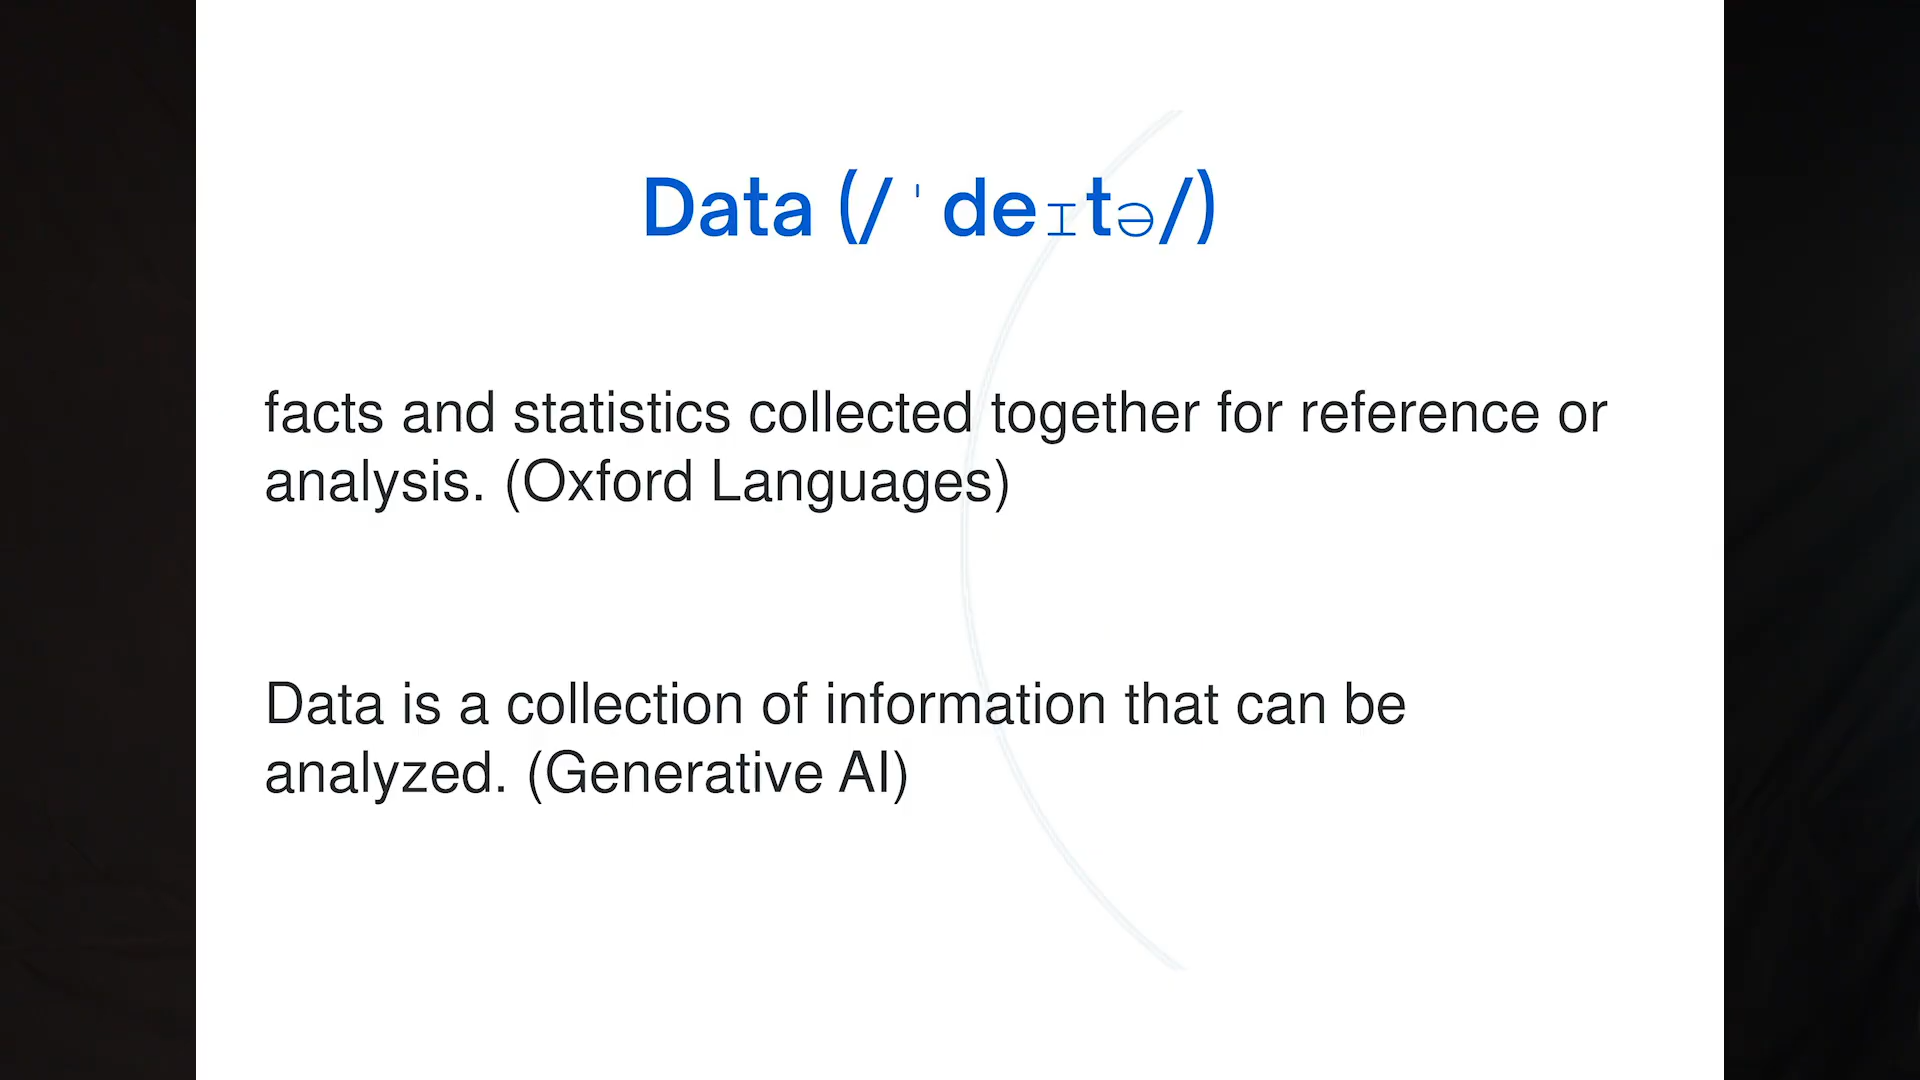 Data (/ˈdeɪtə/)
facts and statistics collected together for reference or
analysis. (Oxford Languages)
Data is a collection of information that can be
analyzed. (Generative AI)